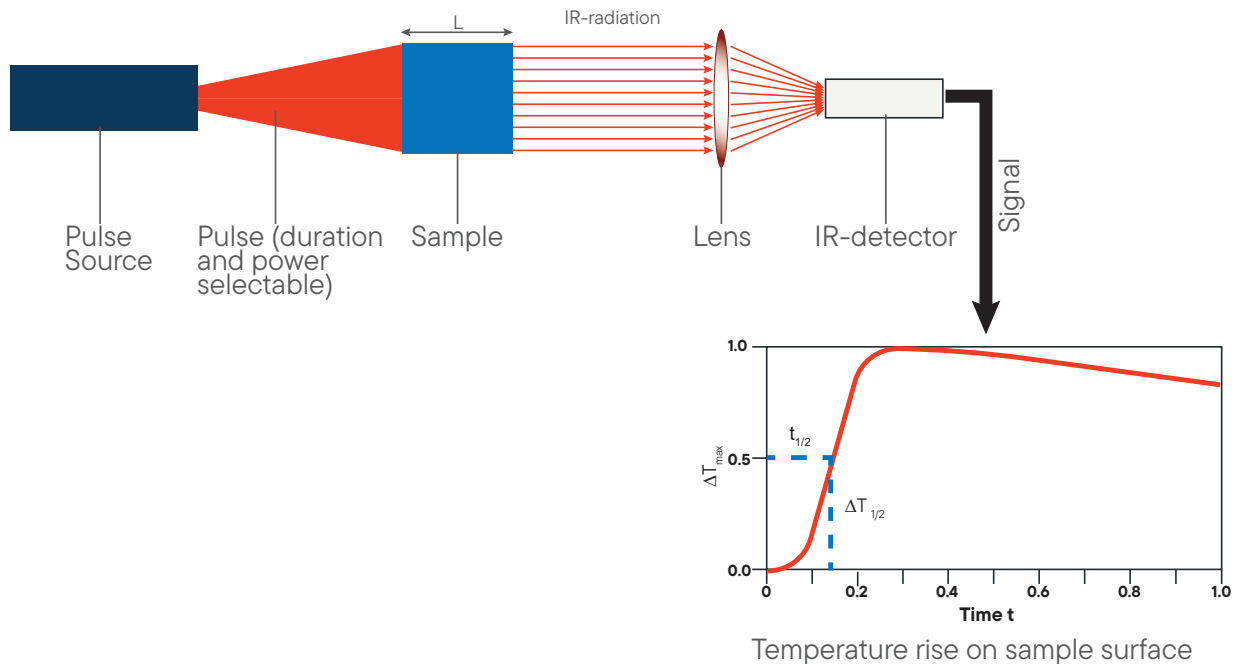 L
IR-radiation
Pulse
Source
Pulse (duration
and power
selectable)
Sample
Lens
IR-detector
Signal
1.0
0.5
0.0
ΔTmax
t1/2
ΔT 1/2
0
0.2
0.4
0.6
0.8
1.0
Time t
Temperature rise on sample surface